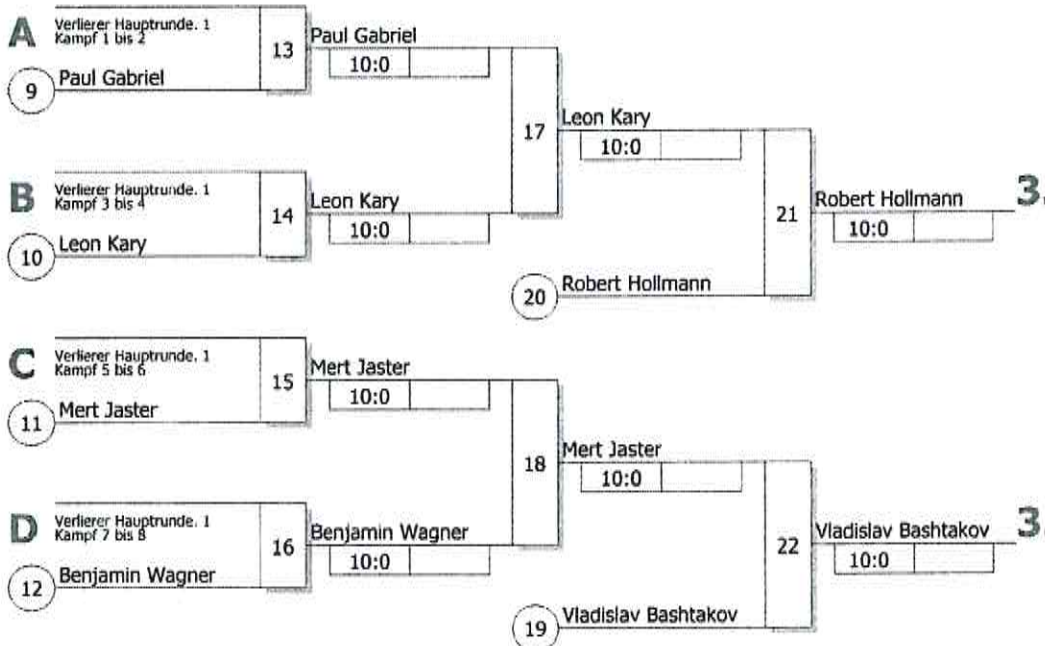 A
Verlierer Hauptrunde. 1
Kampf 1 bis 2
13
Paul Gabriel
10:0
9
Paul Gabriel
17
Leon Kary
10:0
B
Verlierer Hauptrunde. 1
Kampf 3 bis 4
14
Leon Kary
10:0
10
Leon Kary
21
Robert Hollmann
10:0
3.
20
Robert Hollmann
C
Verlierer Hauptrunde. 1
Kampf 5 bis 6
15
Mert Jaster
10:0
11
Mert Jaster
18
Mert Jaster
10:0
D
Verlierer Hauptrunde. 1
Kampf 7 bis 8
16
Benjamin Wagner
10:0
12
Benjamin Wagner
22
Vladislav Bashtakov
10:0
3.
19
Vladislav Bashtakov